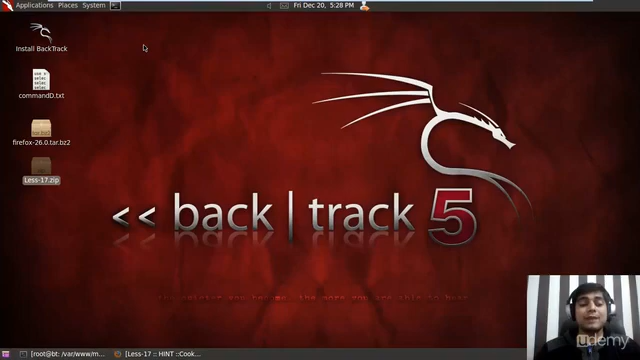 Applications Places System Fri Dec 20, 5:28 PM
Install BackTrack
commandD.txt
firefox-26.0.tar.bz2
Less-17.zip
<< back | track 5
[root@bt: /var/www/m... [Less-17 :: HINT ::Cook...
udemy